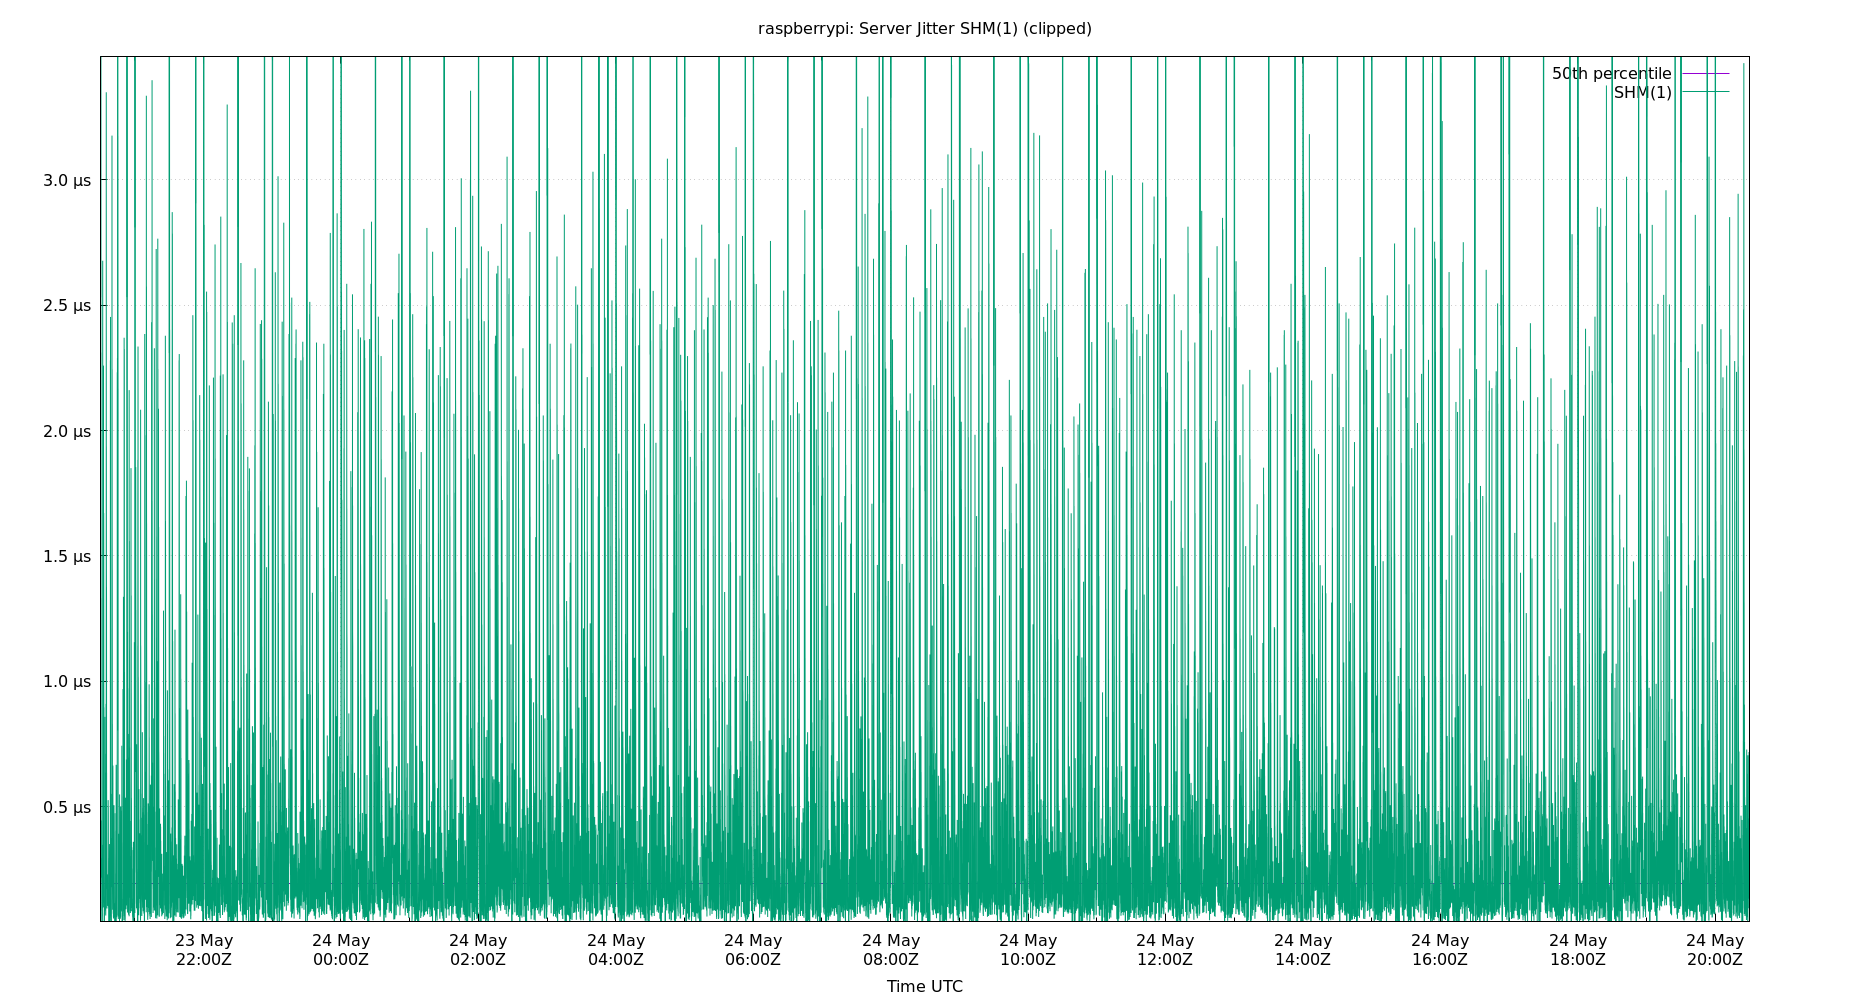 raspberrypi: Server Jitter SHM(1) (clipped)
50th percentile
SHM(1)
3.0 µs
2.5 µs
2.0 µs
1.5 µs
1.0 µs
0.5 µs
23 May 24 May 24 May 24 May 24 May 24 May 24 May 24 May 24 May 24 May 24 May 24 May
22:00Z 00:00Z 02:00Z 04:00Z 06:00Z 08:00Z 10:00Z 12:00Z 14:00Z 16:00Z 18:00Z 20:00Z
Time UTC